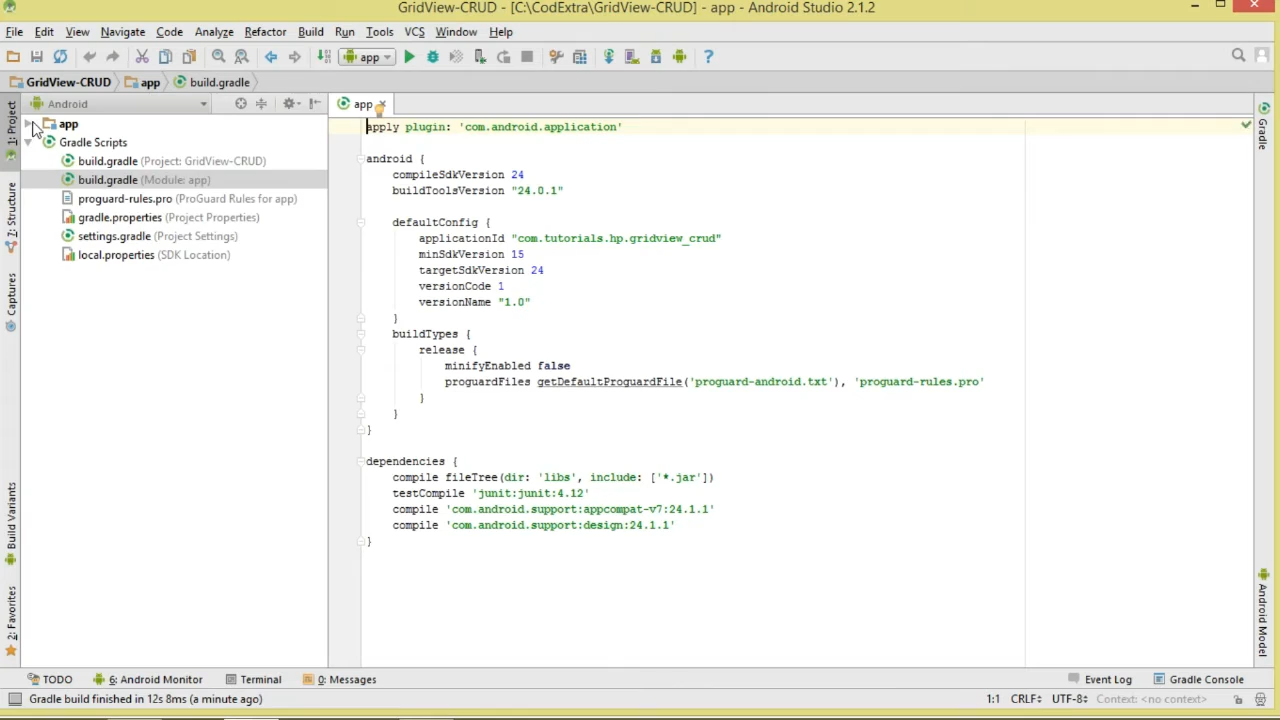 GridView-CRUD - [C:\CodExtra\GridView-CRUD] - app - Android Studio 2.1.2
File Edit View Navigate Code Analyze Refactor Build Run Tools VCS Window Help
app
GridView-CRUD app build.gradle
1: Project
Z: Structure
Captures
Build Variants
2: Favorites
Android
app
Gradle Scripts
build.gradle (Project: GridView-CRUD)
build.gradle (Module: app)
proguard-rules.pro (ProGuard Rules for app)
gradle.properties (Project Properties)
settings.gradle (Project Settings)
local.properties (SDK Location)
app
apply plugin: 'com.android.application'
android {
compileSdkVersion 24
buildToolsVersion "24.0.1"
defaultConfig {
applicationId "com.tutorials.hp.gridview_crud"
minSdkVersion 15
targetSdkVersion 24
versionCode 1
versionName "1.0"
}
buildTypes {
release {
minifyEnabled false
proguardFiles getDefaultProguardFile('proguard-android.txt'), 'proguard-rules.pro'
}
}
}
dependencies {
compile fileTree(dir: 'libs', include: ['*.jar'])
testCompile 'junit:junit:4.12'
compile 'com.android.support:appcompat-v7:24.1.1'
compile 'com.android.support:design:24.1.1'
}
Gradle
Android Model
TODO 6: Android Monitor Terminal 0: Messages Event Log Gradle Console
Gradle build finished in 12s 8ms (a minute ago) 1:1 CRLF UTF-8 Context: <no context>